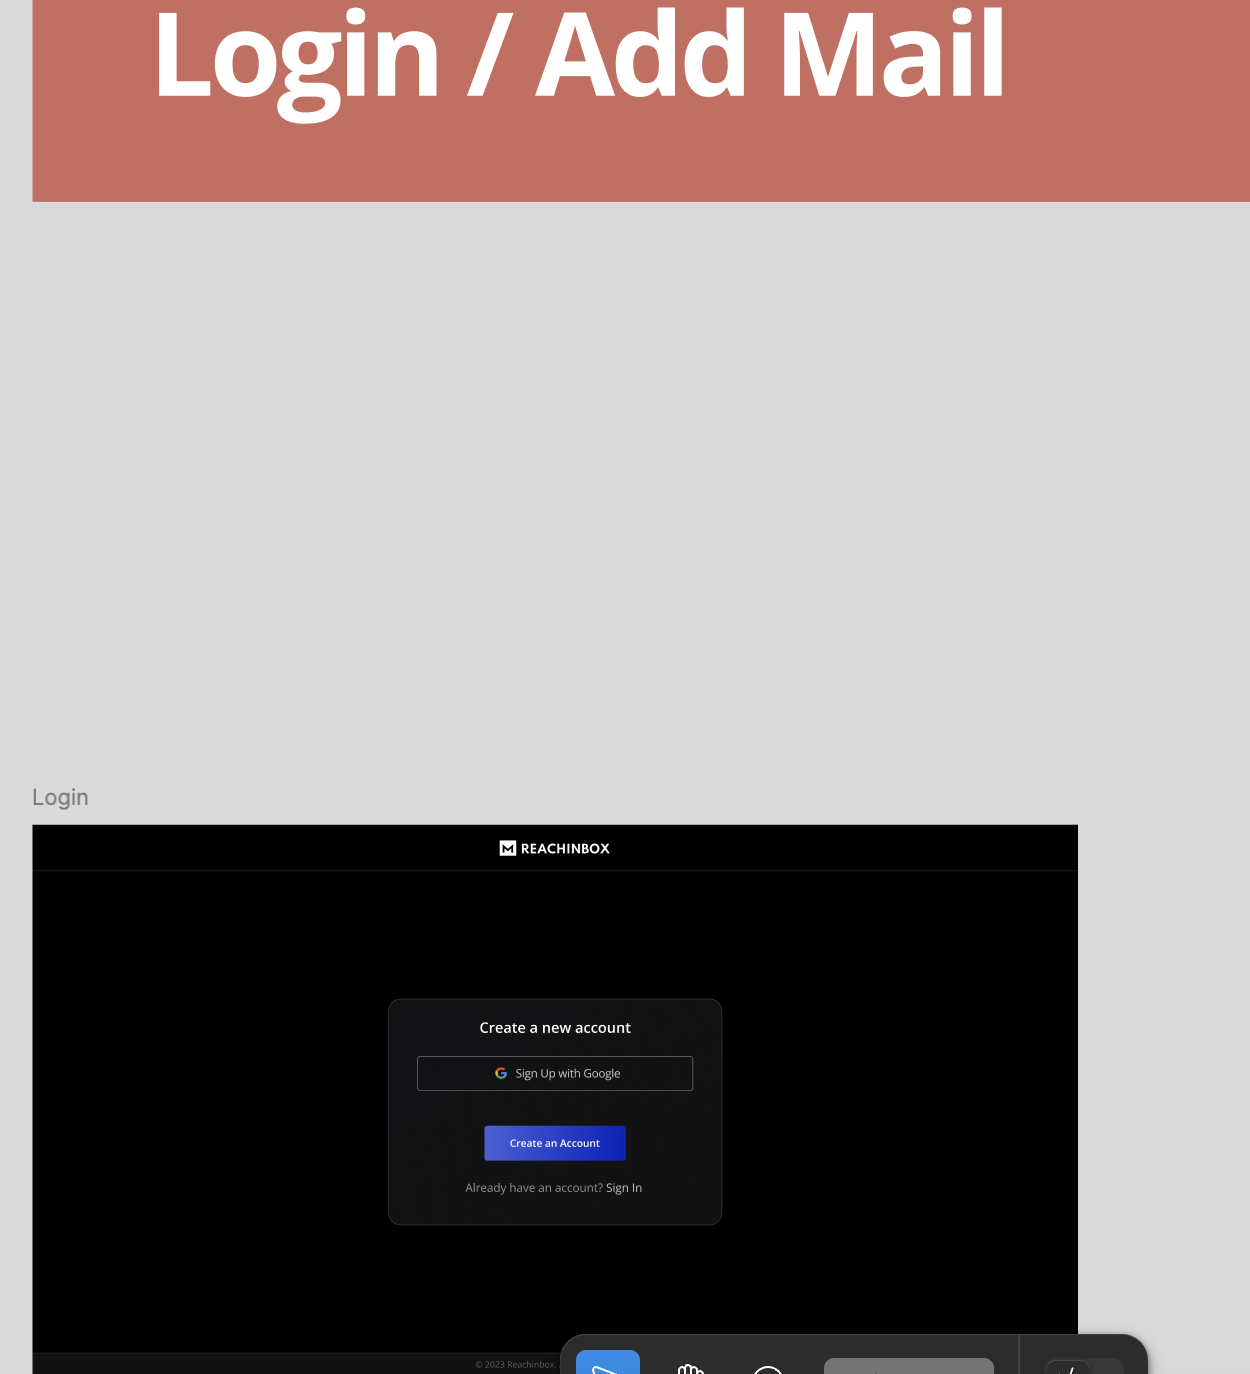 Login / Add Mail
Login
REACHINBOX
Create a new account
Sign Up with Google
Create an Account
Already have an account? Sign In
© 2023 Reachinbox.